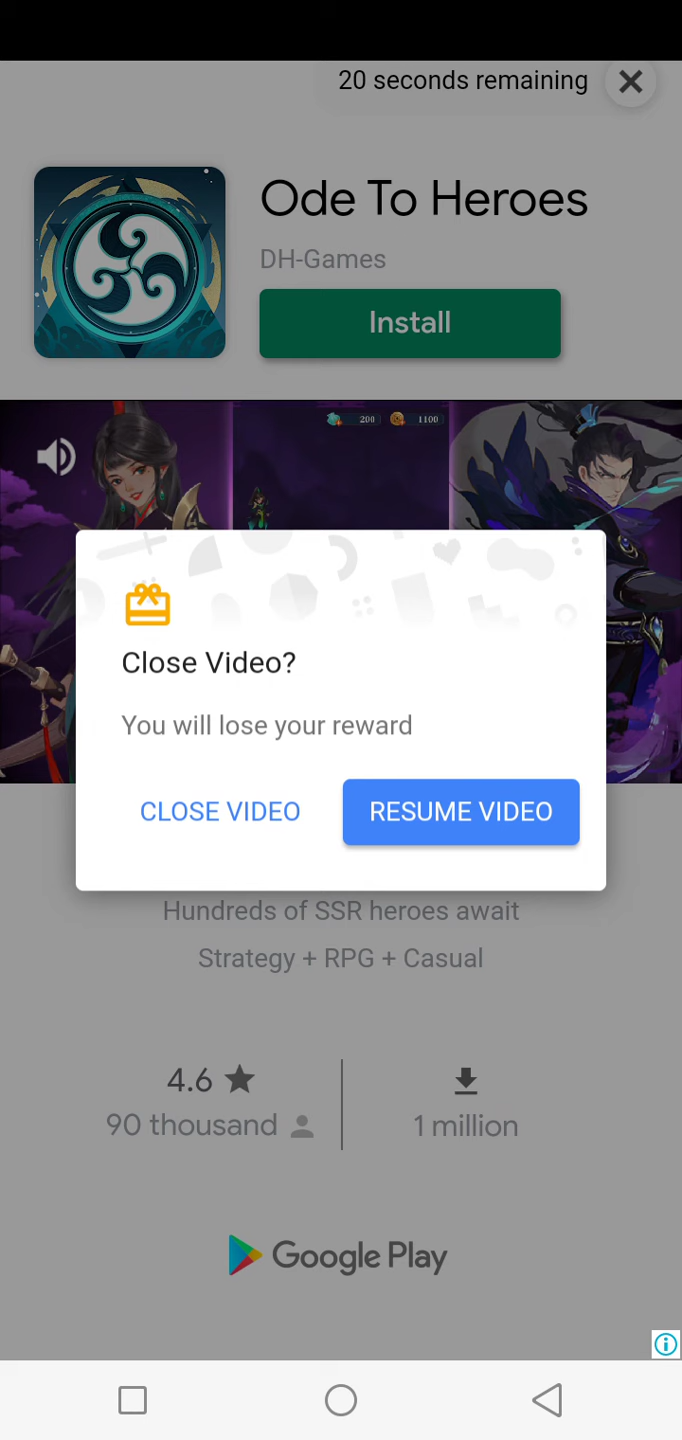 20 seconds remaining
Ode To Heroes
DH-Games
Install
200 1100
Close Video?
You will lose your reward
CLOSE VIDEO RESUME VIDEO
Hundreds of SSR heroes await
Strategy + RPG + Casual
4.6
90 thousand 1 million
Google Play